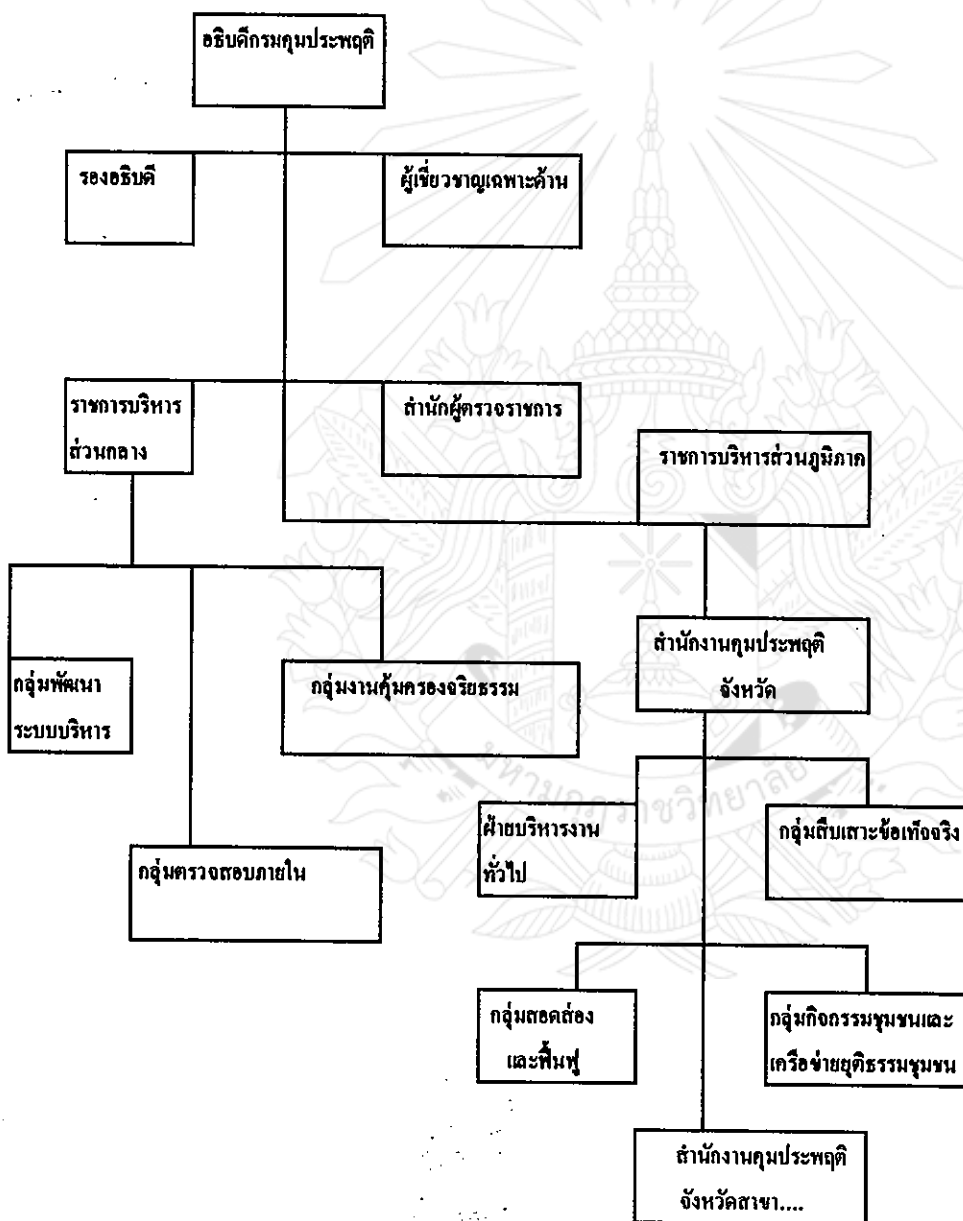 อธิบดีกรมคุมประพฤติ
รองอธิบดี
ผู้เชี่ยวชาญเฉพาะด้าน
ราชการบริหาร
ส่วนกลาง
สำนักผู้ตรวจราชการ
ราชการบริหารส่วนภูมิภาค
สำนักงานคุมประพฤติ
จังหวัด
กลุ่มพัฒนา
ระบบบริหาร
กลุ่มงานคุ้มครองจริยธรรม
กลุ่มตรวจสอบภายใน
ฝ่ายบริหารงาน
ทั่วไป
กลุ่มสืบเสาะข้อเท็จจริง
กลุ่มสอดส่อง
และฟื้นฟู
กลุ่มกิจกรรมชุมชนและ
เครือข่ายยุติธรรมชุมชน
สำนักงานคุมประพฤติ
จังหวัดสาขา....